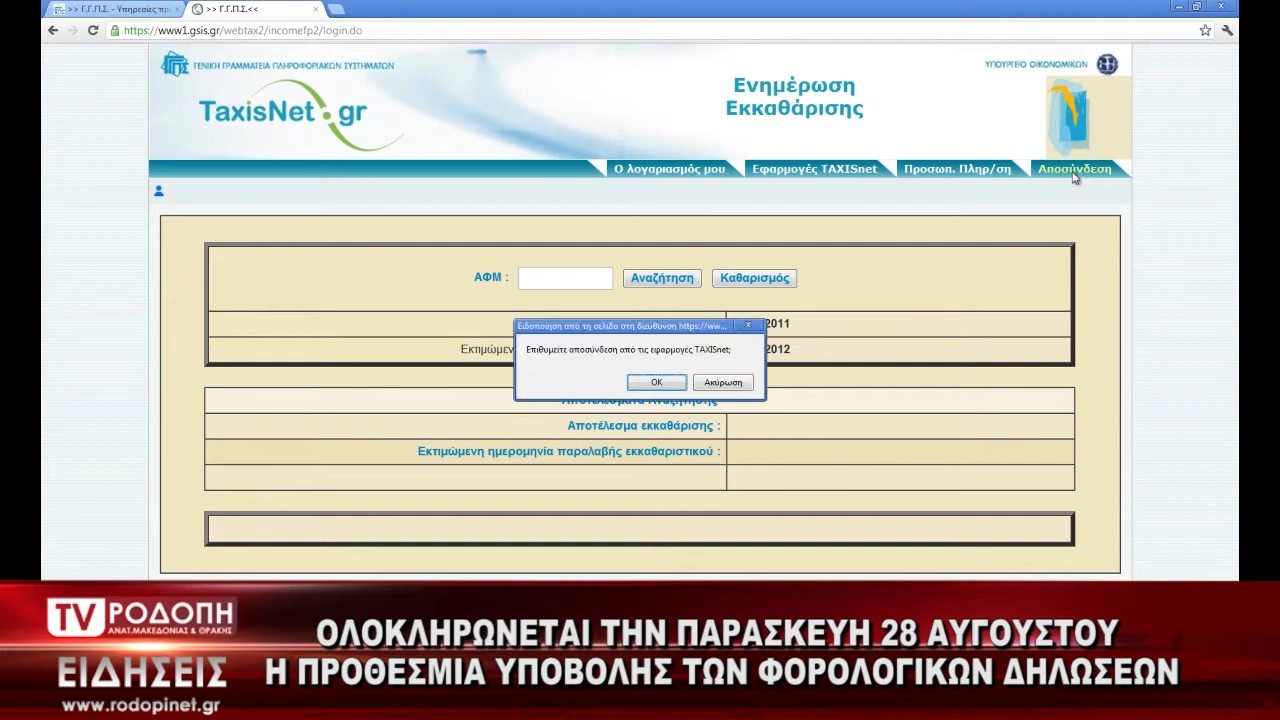 >> Γ.Γ.Π.Σ. - Υπηρεσίες πρ
>> Γ.Γ.Π.Σ.<<
https://www1.gsis.gr/webtax2/incomefp2/login.do
ΓΕΝΙΚΗ ΓΡΑΜΜΑΤΕΙΑ ΠΛΗΡΟΦΟΡΙΑΚΩΝ ΣΥΣΤΗΜΑΤΩΝ
ΥΠΟΥΡΓΕΙΟ ΟΙΚΟΝΟΜΙΚΩΝ
TaxisNet.gr
Ενημέρωση
Εκκαθάρισης
Ο λογαριασμός μου
Εφαρμογές TAXISnet
Προσωπ. Πληρ/ση
Αποσύνδεση
ΑΦΜ :
Αναζήτηση
Καθαρισμός
2011
Εκτιμώμεν
2012
Ειδοποίηση από τη σελίδα στη διεύθυνση https://ww...
Επιθυμείτε αποσύνδεση από τις εφαρμογές TAXISnet;
OK
Ακύρωση
Αποτελέσματα Αναζήτησης
Αποτέλεσμα εκκαθάρισης :
Εκτιμώμενη ημερομηνία παραλαβής εκκαθαριστικού :
TV ΡΟΔΟΠΗ
ΑΝΑΤ.ΜΑΚΕΔΟΝΙΑΣ & ΘΡΑΚΗΣ
ΕΙΔΗΣΕΙΣ
www.rodopinet.gr
ΟΛΟΚΛΗΡΩΝΕΤΑΙ ΤΗΝ ΠΑΡΑΣΚΕΥΗ 28 ΑΥΓΟΥΣΤΟΥ
Η ΠΡΟΘΕΣΜΙΑ ΥΠΟΒΟΛΗΣ ΤΩΝ ΦΟΡΟΛΟΓΙΚΩΝ ΔΗΛΩΣΕΩΝ